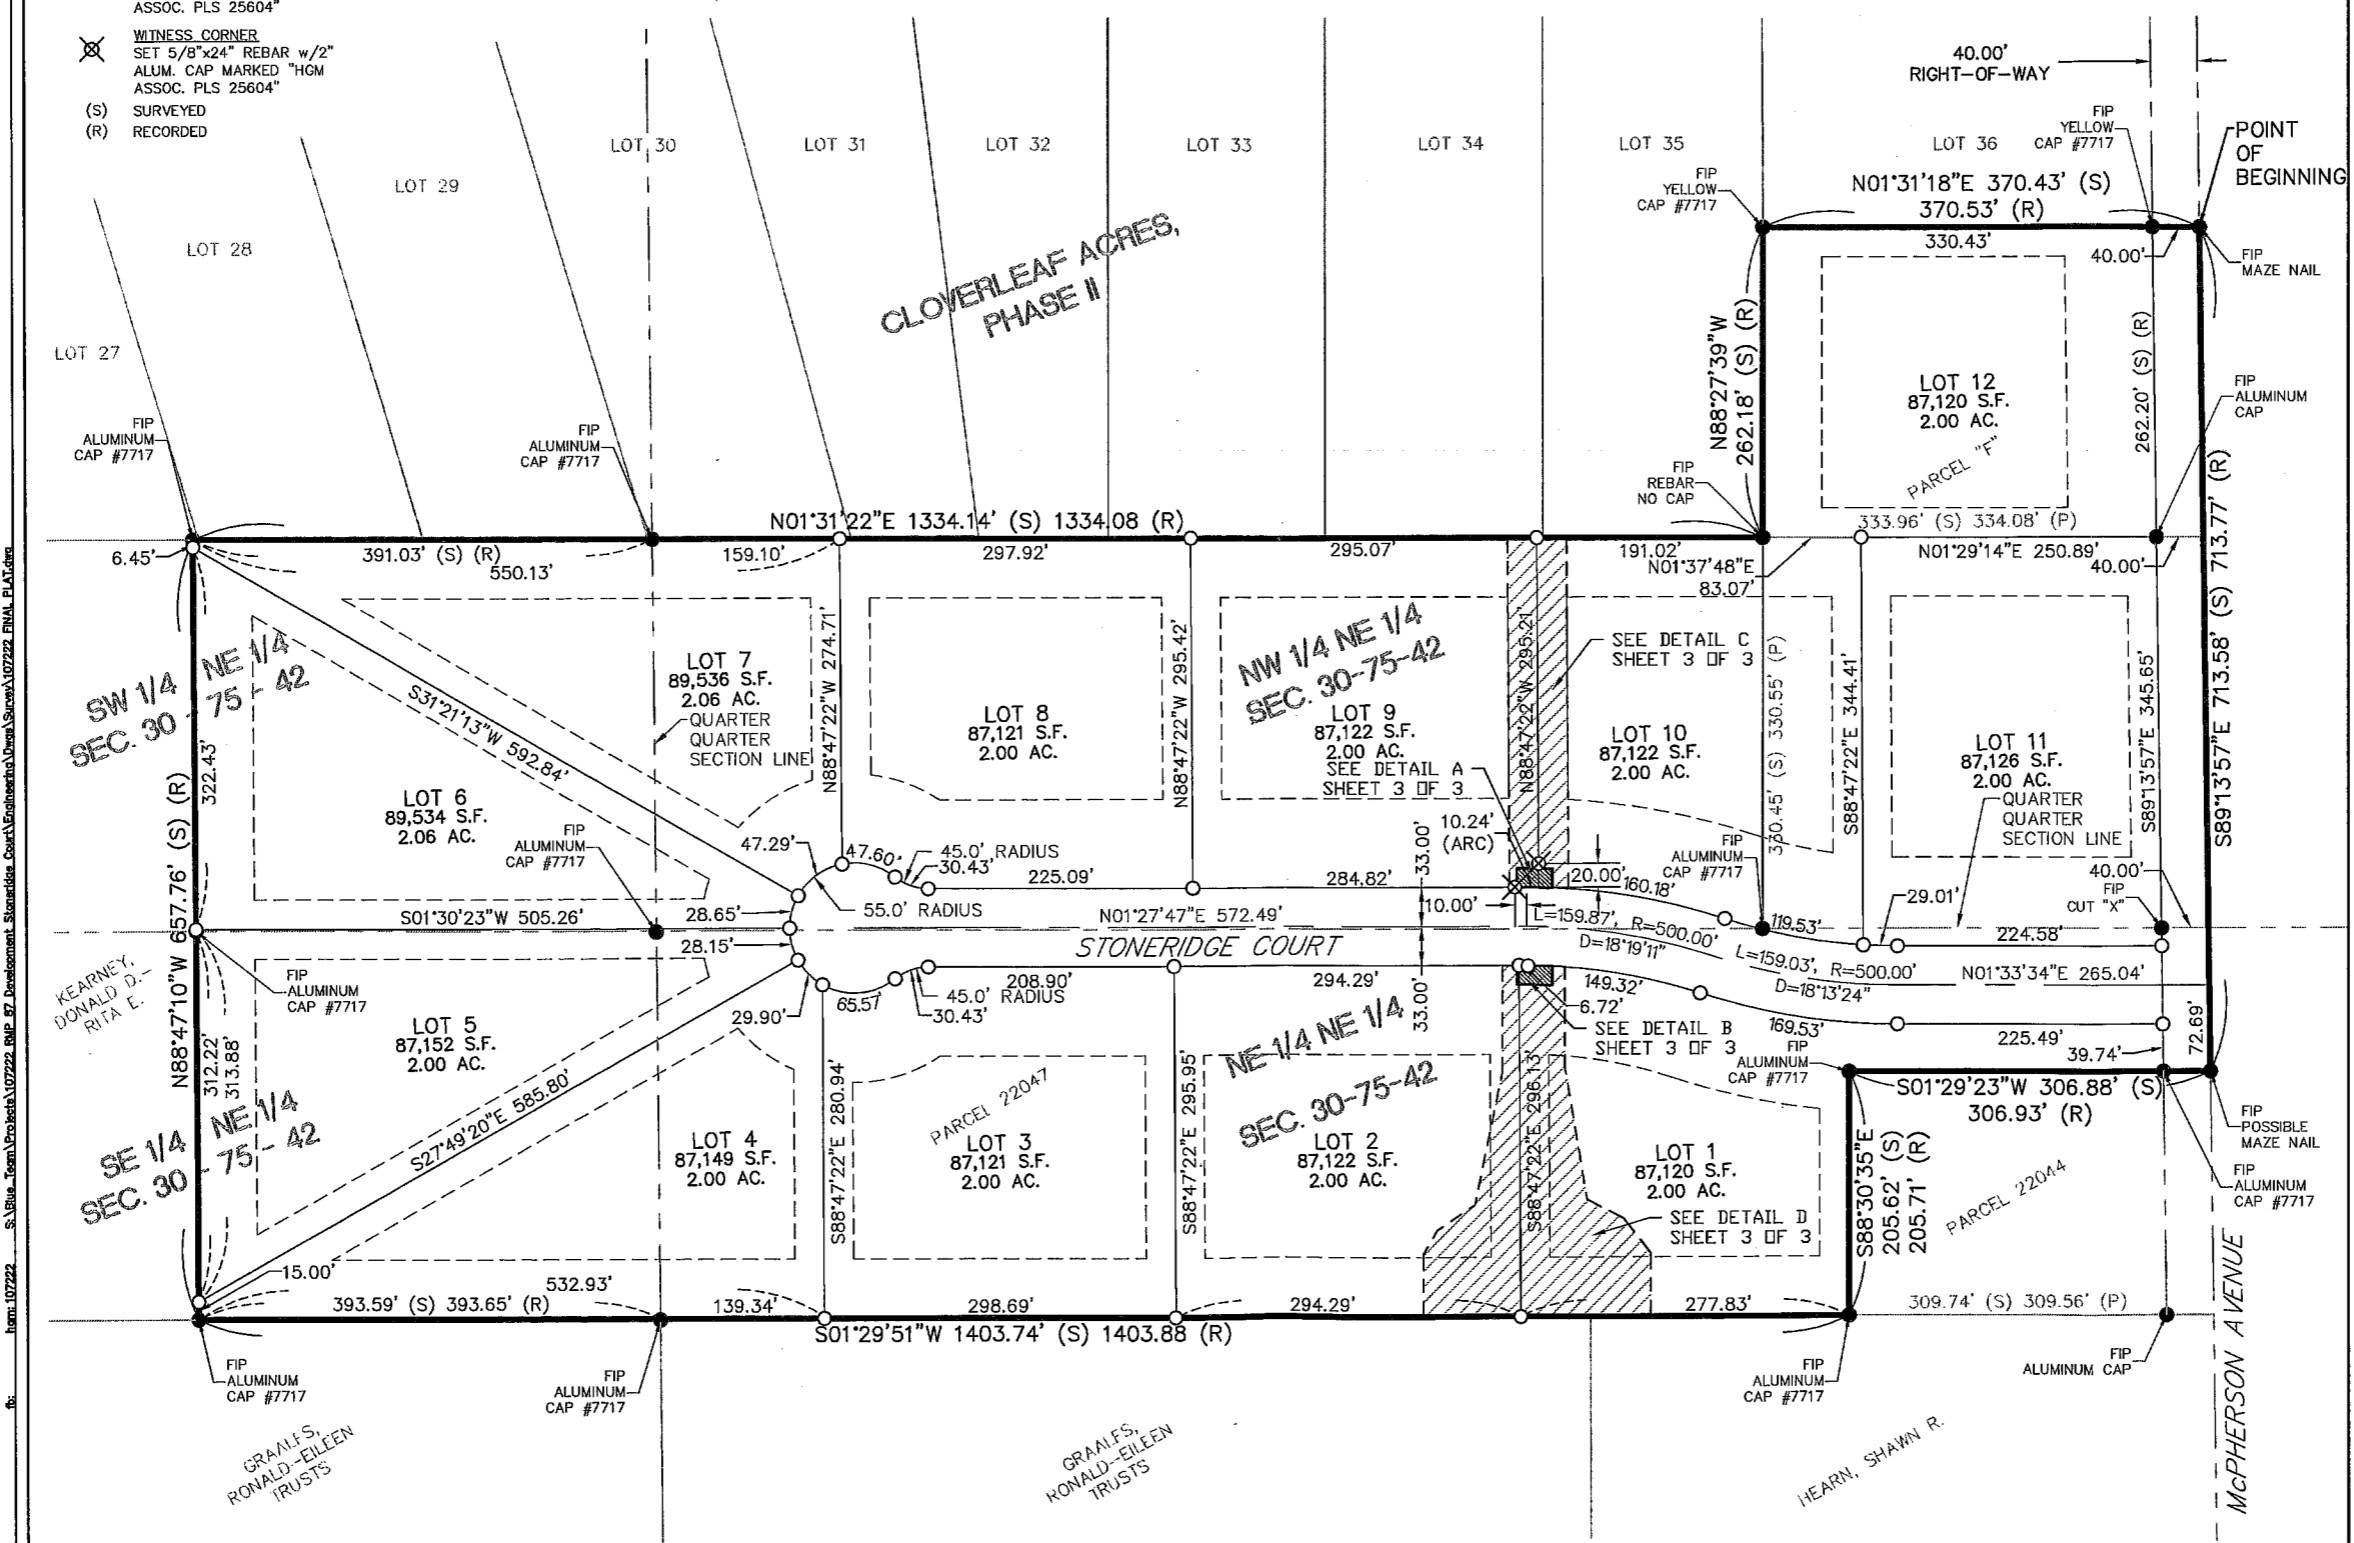 ASSOC. PLS 25604"
WITNESS CORNER
SET 5/8"x24" REBAR w/2"
ALUM. CAP MARKED "HGM
ASSOC. PLS 25604"
(S) SURVEYED
(R) RECORDED
40.00'
RIGHT-OF-WAY
LOT 27
LOT 28
LOT 29
LOT 30
LOT 31
LOT 32
LOT 33
LOT 34
LOT 35
LOT 36
FIP
YELLOW
CAP #7717
FIP
YELLOW
CAP #7717
POINT
OF
BEGINNING
N01°31'18"E 370.43' (S)
370.53' (R)
330.43'
40.00'
FIP
MAZE NAIL
CLOVERLEAF ACRES,
PHASE II
N88°27'39"W
262.18' (S) (R)
262.20' (S) (R)
LOT 12
87,120 S.F.
2.00 AC.
PARCEL "F"
FIP
ALUMINUM
CAP
S89°13'57"E 713.58' (S) 713.77' (R)
FIP
ALUMINUM
CAP #7717
FIP
ALUMINUM
CAP #7717
FIP
REBAR
NO CAP
333.96' (S) 334.08' (P)
N01°31'22"E 1334.14' (S) 1334.08 (R)
6.45'
391.03' (S) (R)
550.13'
159.10'
297.92'
295.07'
191.02'
N01°37'48"E
83.07'
N01°29'14"E 250.89'
40.00'
SW 1/4 NE 1/4
SEC. 30 - 75 - 42
322.43'
N88°47'10"W 657.76' (S) (R)
S31°21'13"W 592.84'
LOT 7
89,536 S.F.
2.06 AC.
QUARTER
QUARTER
SECTION LINE
N88°47'22"W 274.71'
LOT 8
87,121 S.F.
2.00 AC.
N88°47'22"W 295.42'
NW 1/4 NE 1/4
SEC. 30-75-42
LOT 9
87,122 S.F.
2.00 AC.
SEE DETAIL A
SHEET 3 OF 3
N88°47'22"W 295.21'
SEE DETAIL C
SHEET 3 OF 3
LOT 10
87,122 S.F.
2.00 AC.
330.45' (S) 330.55' (P)
S88°47'22"E 344.41'
LOT 11
87,126 S.F.
2.00 AC.
QUARTER
QUARTER
SECTION LINE
S89°13'57"E 345.65'
LOT 6
89,534 S.F.
2.06 AC.
FIP
ALUMINUM
CAP #7717
47.29'
47.60'
45.0' RADIUS
30.43'
225.09'
284.82'
33.00'
10.24'
(ARC)
20.00'
160.18'
FIP
ALUMINUM
CAP #7717
40.00'
FIP
CUT "X"
29.01'
S01°30'23"W 505.26'
28.65'
55.0' RADIUS
N01°27'47"E 572.49'
10.00'
L=159.87', R=500.00'
D=18°19'11"
119.53'
224.58'
28.15'
STONERIDGE COURT
L=159.03', R=500.00'
D=18°13'24"
N01°33'34"E 265.04'
KEARNEY,
DONALD D.-
RITA E.
FIP
ALUMINUM
CAP #7717
29.90'
65.57'
45.0' RADIUS
30.43'
208.90'
294.29'
33.00'
149.32'
6.72'
169.53'
225.49'
39.74'
72.69'
312.22'
313.88'
LOT 5
87,152 S.F.
2.00 AC.
S27°49'20"E 585.80'
NE 1/4 NE 1/4
SEC. 30-75-42
SEE DETAIL B
SHEET 3 OF 3
FIP
ALUMINUM
CAP #7717
S01°29'23"W 306.88' (S)
306.93' (R)
FIP
POSSIBLE
MAZE NAIL
SE 1/4 NE 1/4
SEC. 30 - 75 - 42
LOT 4
87,149 S.F.
2.00 AC.
S88°47'22"E 280.94'
PARCEL 22047
LOT 3
87,121 S.F.
2.00 AC.
S88°47'22"E 295.95'
LOT 2
87,122 S.F.
2.00 AC.
S88°47'22"E 296.13'
LOT 1
87,120 S.F.
2.00 AC.
SEE DETAIL D
SHEET 3 OF 3
S88°30'35"E
205.62' (S)
205.71' (R)
PARCEL 22044
FIP
ALUMINUM
CAP #7717
15.00'
532.93'
393.59' (S) 393.65' (R)
139.34'
298.69'
294.29'
277.83'
309.74' (S) 309.56' (P)
S01°29'51"W 1403.74' (S) 1403.88 (R)
FIP
ALUMINUM
CAP #7717
FIP
ALUMINUM
CAP #7717
FIP
ALUMINUM
CAP #7717
FIP
ALUMINUM CAP
McPHERSON AVENUE
GRAALFS,
RONALD-EILEEN
TRUSTS
GRAALFS,
RONALD-EILEEN
TRUSTS
HEARN, SHAWN R.
fb: ham: 107222 S:\Blue_Team\Projects\107222 RMP 87 Development Stoneridge Court\Engineering\Dwgs\Survey\107222 FINAL PLAT.dwg